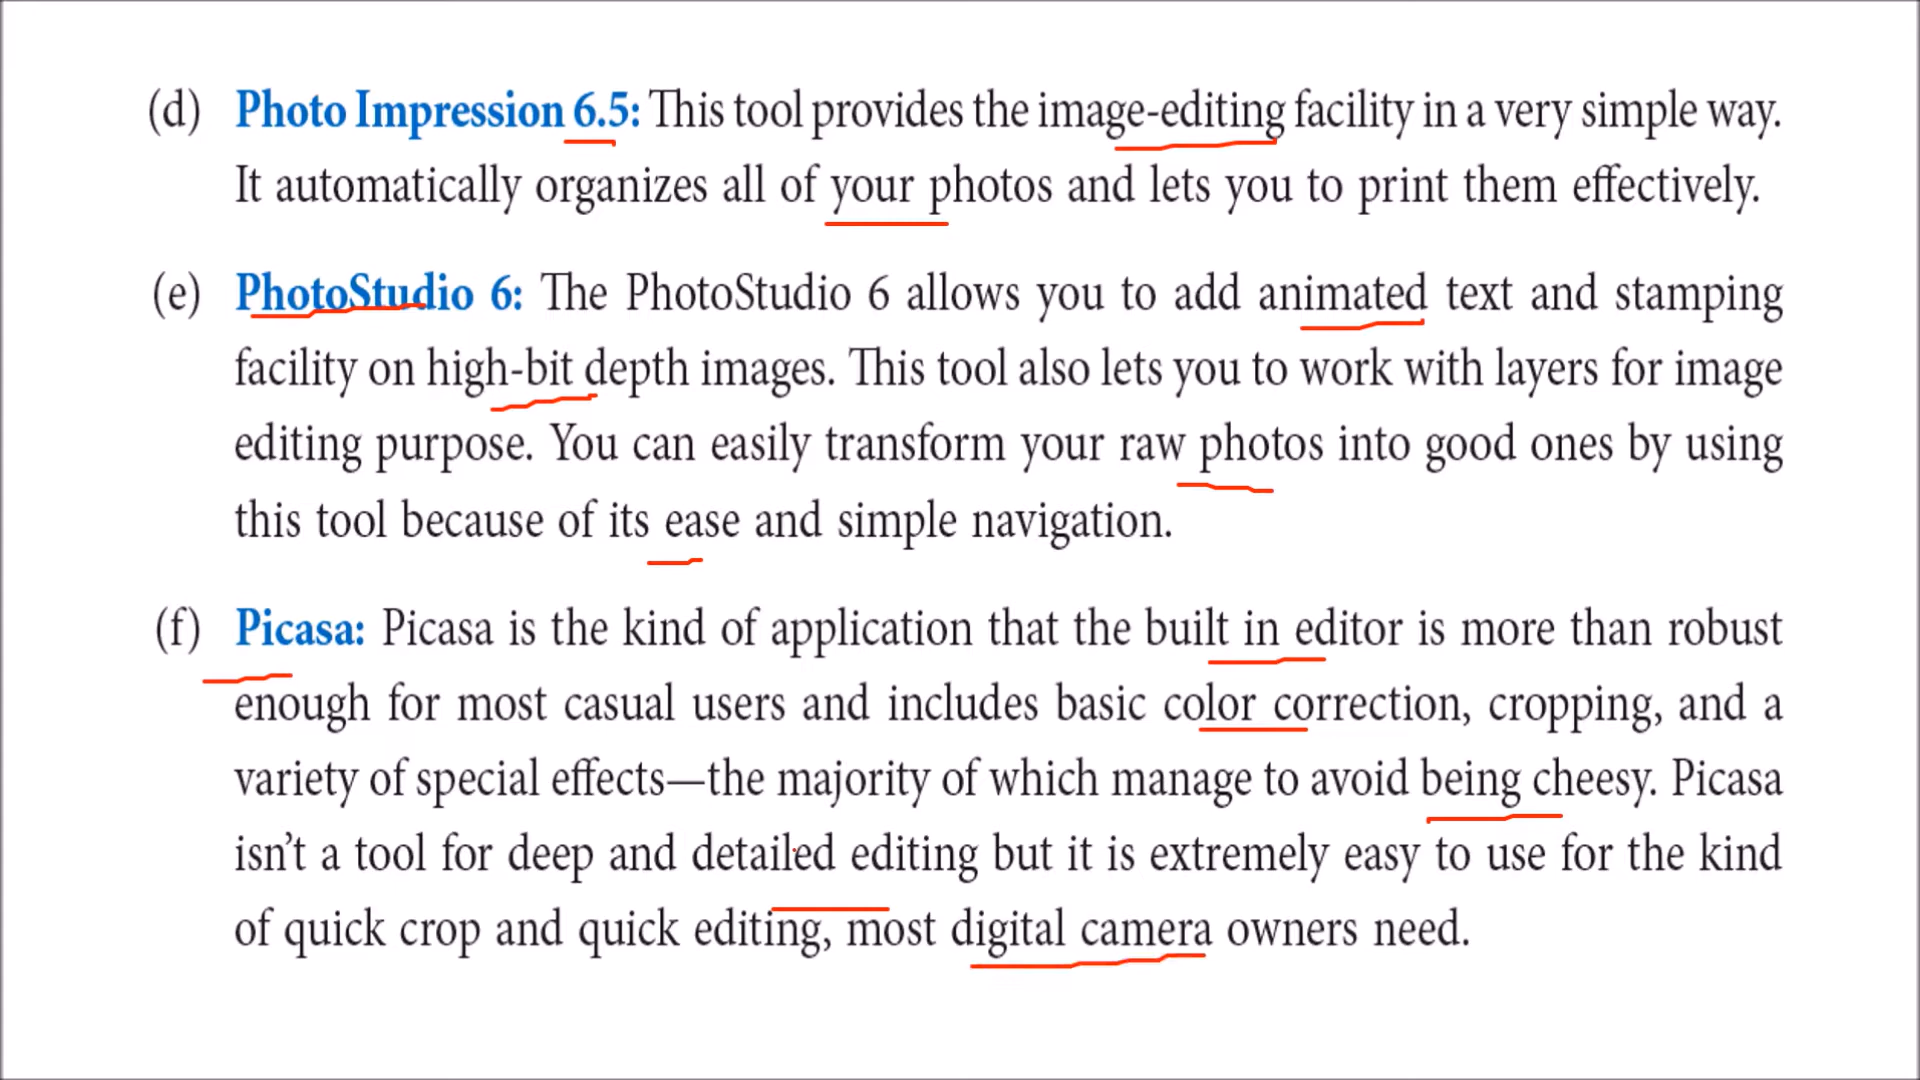 (d) Photo Impression 6.5: This tool provides the image-editing facility in a very simple way.
It automatically organizes all of your photos and lets you to print them effectively.
(e) PhotoStudio 6: The PhotoStudio 6 allows you to add animated text and stamping
facility on high-bit depth images. This tool also lets you to work with layers for image
editing purpose. You can easily transform your raw photos into good ones by using
this tool because of its ease and simple navigation.
(f) Picasa: Picasa is the kind of application that the built in editor is more than robust
enough for most casual users and includes basic color correction, cropping, and a
variety of special effects—the majority of which manage to avoid being cheesy. Picasa
isn’t a tool for deep and detailed editing but it is extremely easy to use for the kind
of quick crop and quick editing, most digital camera owners need.